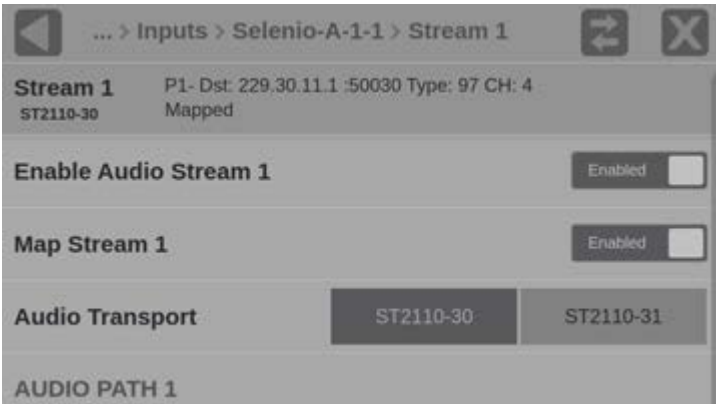 ... > Inputs > Selenio-A-1-1 > Stream 1
Stream 1 P1- Dst: 229.30.11.1 :50030 Type: 97 CH: 4
ST2110-30 Mapped
Enable Audio Stream 1 Enabled
Map Stream 1 Enabled
Audio Transport ST2110-30 ST2110-31
AUDIO PATH 1